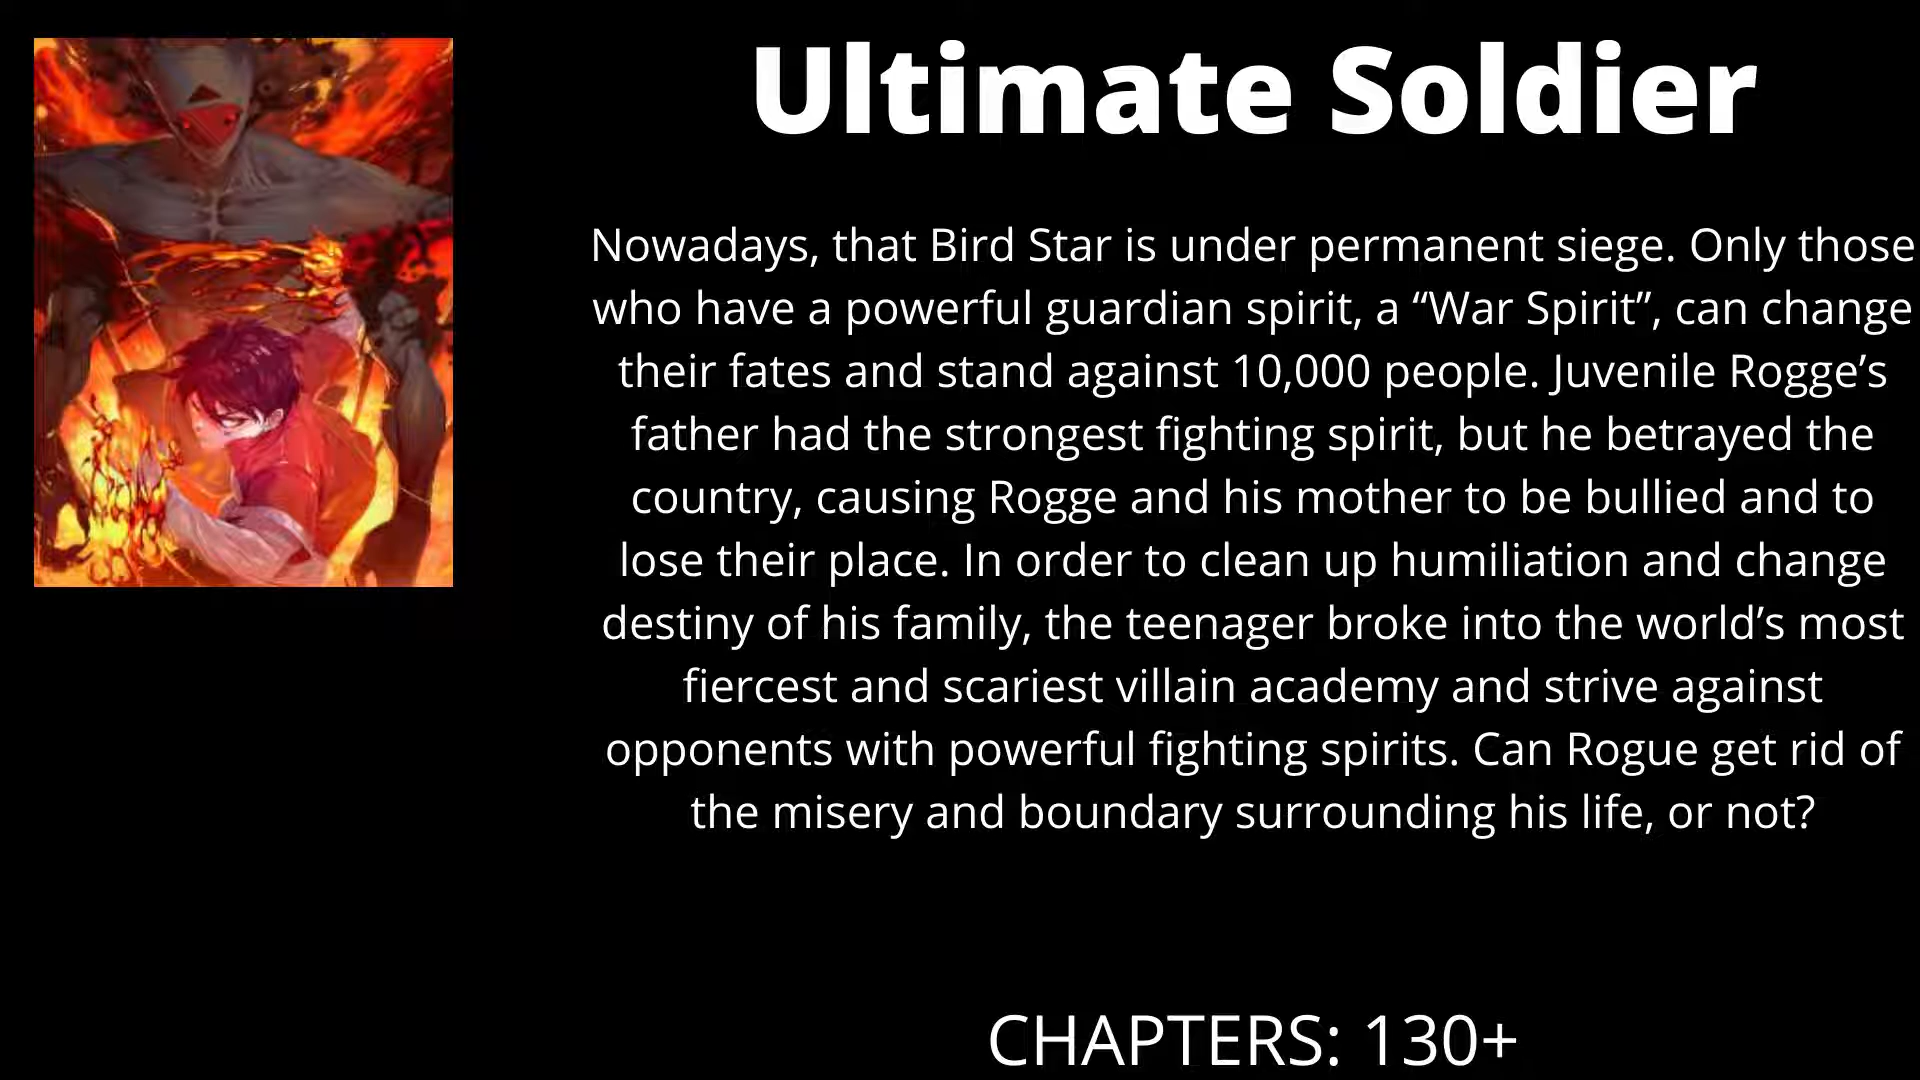 Ultimate Soldier
Nowadays, that Bird Star is under permanent siege. Only those
who have a powerful guardian spirit, a “War Spirit”, can change
their fates and stand against 10,000 people. Juvenile Rogge’s
father had the strongest fighting spirit, but he betrayed the
country, causing Rogge and his mother to be bullied and to
lose their place. In order to clean up humiliation and change
destiny of his family, the teenager broke into the world’s most
fiercest and scariest villain academy and strive against
opponents with powerful fighting spirits. Can Rogue get rid of
the misery and boundary surrounding his life, or not?
CHAPTERS: 130+